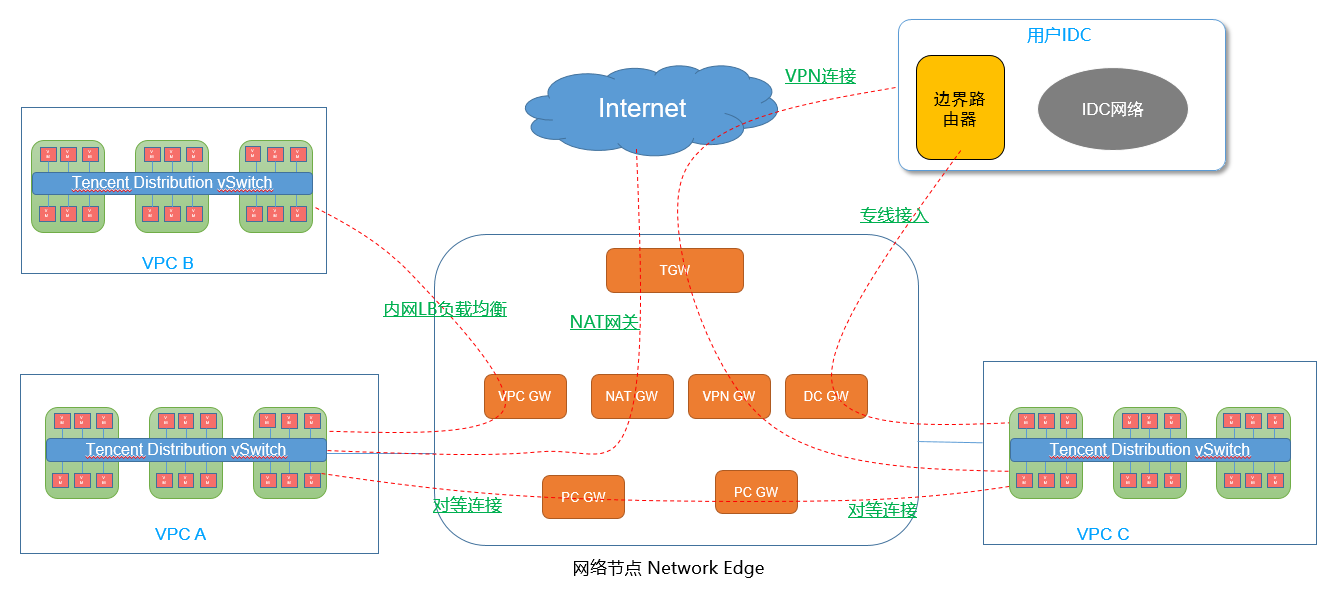 用户IDC
VPN连接
Internet
边界路
由器
IDC网络
Tencent Distribution vSwitch
VPC B
专线接入
TGW
内网LB负载均衡
NAT网关
VPC GW
NAT GW
VPN GW
DC GW
Tencent Distribution vSwitch
VPC A
Tencent Distribution vSwitch
VPC C
PC GW
PC GW
对等连接
对等连接
网络节点 Network Edge